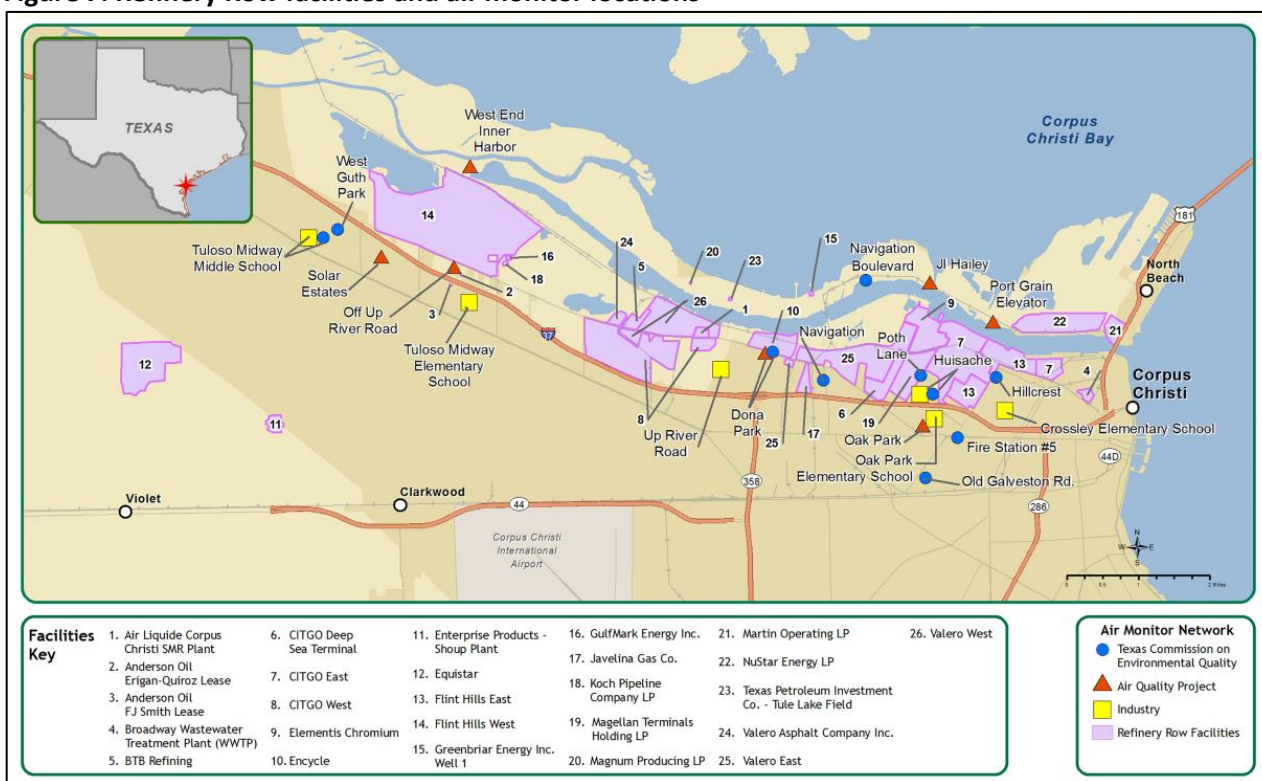 Figure 7. Refinery Row facilities and air monitor locations
TEXAS
Corpus
Christi Bay
West End
Inner
Harbor
West
Guth
Park
181
14
24
5
20
23
15
Navigation
Boulevard
JI Hailey
North
Beach
Tuloso Midway
Middle School
16
18
Solar
Estates
26
1
Port Grain
Elevator
9
2
Off Up
River Road
3
10
Navigation
Poth
Lane
22
21
37
7
Huisache
12
Tuloso Midway
Elementary
School
25
13
7
4
13
Hillcrest
Corpus
Christi
8
Dona
Park
6
19
11
Up River
Road
25
17
Oak Park
Crossley Elementary School
Oak Park
Elementary School
Fire Station #5
44D
358
Old Galveston Rd.
Violet
Clarkwood
44
286
Corpus Christi
International
Airport
N
W E
S
0 0.5 1 2 Miles
Facilities
Key
1. Air Liquide Corpus
Christi SMR Plant
2. Anderson Oil
Erigan-Quiroz Lease
3. Anderson Oil
FJ Smith Lease
4. Broadway Wastewater
Treatment Plant (WWTP)
5. BTB Refining
6. CITGO Deep
Sea Terminal
7. CITGO East
8. CITGO West
9. Elementis Chromium
10. Encycle
11. Enterprise Products -
Shoup Plant
12. Equistar
13. Flint Hills East
14. Flint Hills West
15. Greenbriar Energy Inc.
Well 1
16. GulfMark Energy Inc.
17. Javelina Gas Co.
18. Koch Pipeline
Company LP
19. Magellan Terminals
Holding LP
20. Magnum Producing LP
21. Martin Operating LP
22. NuStar Energy LP
23. Texas Petroleum Investment
Co. - Tule Lake Field
24. Valero Asphalt Company Inc.
25. Valero East
26. Valero West
Air Monitor Network
Texas Commission on
Environmental Quality
Air Quality Project
Industry
Refinery Row Facilities